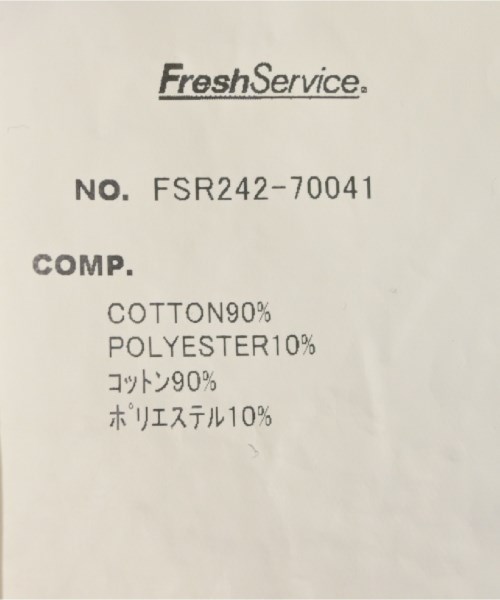 FreshService®
NO. FSR242-70041
COMP.
COTTON90%
POLYESTER10%
コットン90%
ポリエステル10%